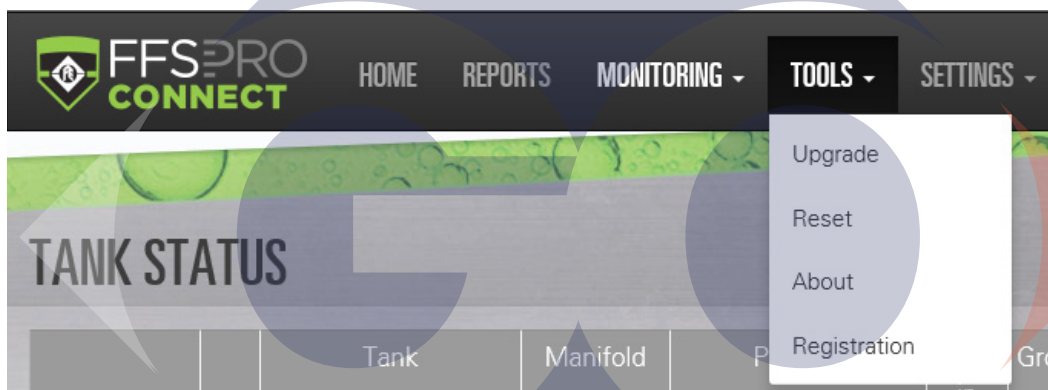 FFSPRO
CONNECT
HOME REPORTS MONITORING TOOLS SETTINGS
Upgrade
Reset
About
Registration
TANK STATUS
Tank Manifold